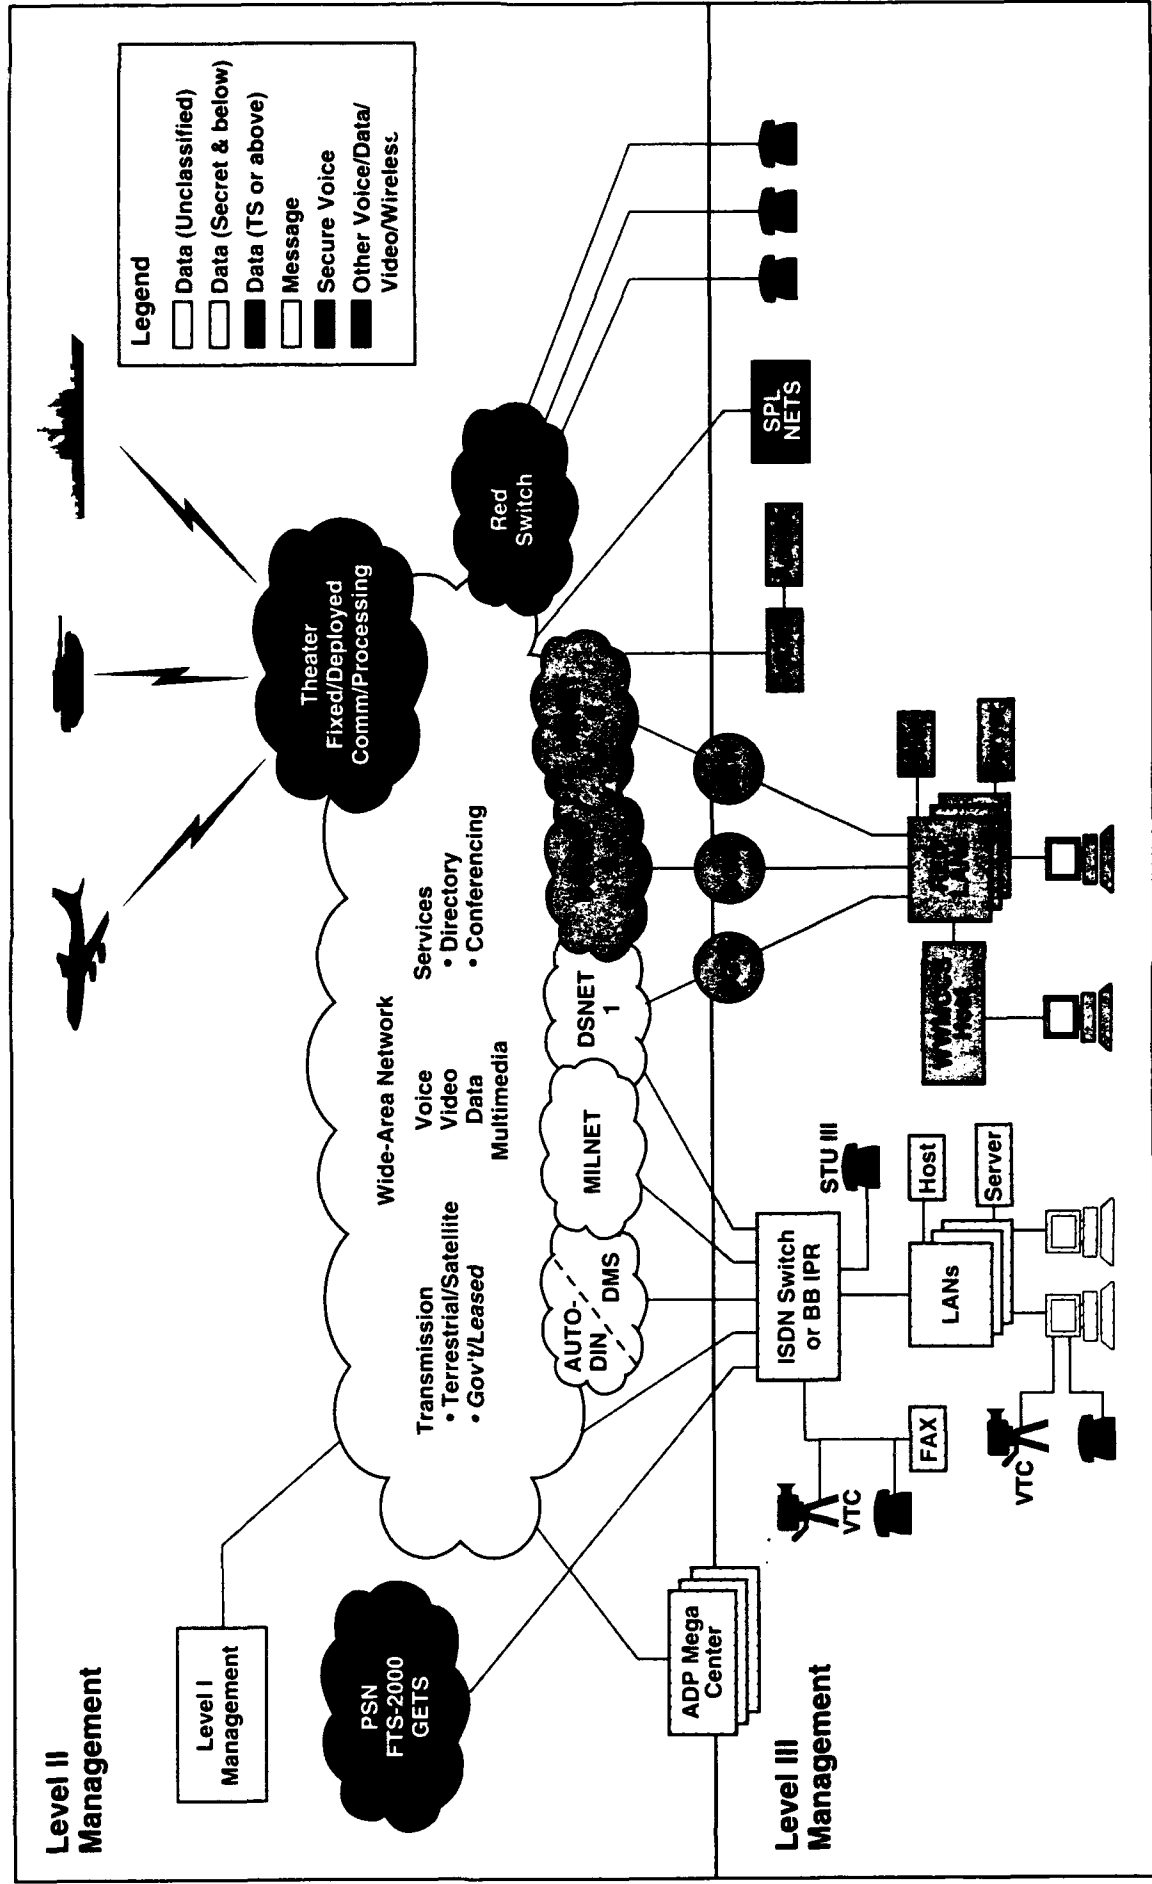 Level II
Management
Level I
Management
PSN
FTS-2000
GETS
Wide-Area Network
Transmission
• Terrestrial/Satellite
• Gov't/Leased
Voice
Video
Data
Multimedia
Services
• Directory
• Conferencing
Theater
Fixed/Deployed
Comm/Processing
Legend
Data (Unclassified)
Data (Secret & below)
Data (TS or above)
Message
Secure Voice
Other Voice/Data/
Video/Wireless
Red
Switch
AUTO-
DIN
DMS
MILNET
DSNET
1
ADP Mega
Center
Level III
Management
ISDN Switch
or BB IPR
STU III
SPL
NETS
VTC
FAX
LANs
Host
Server
VTC
WWMCCS
Host
RED
LANs